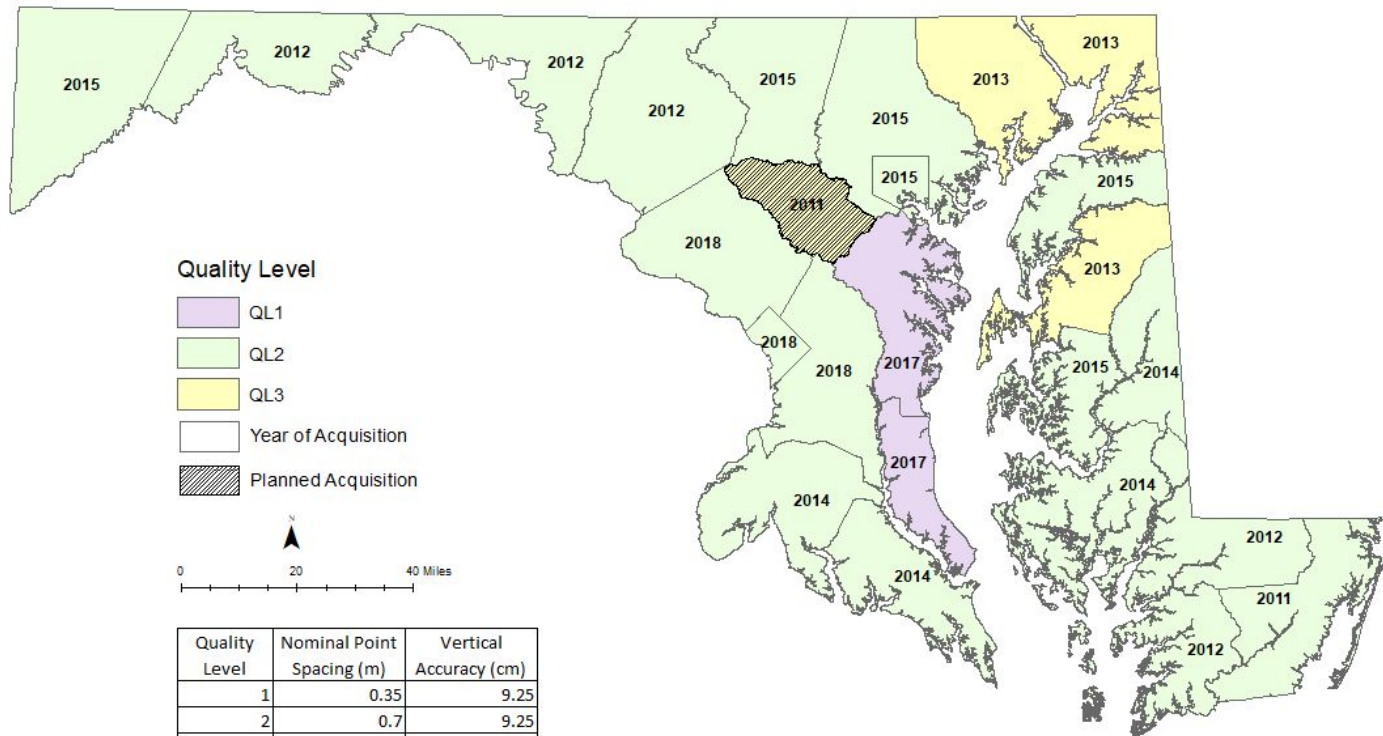 2015
2012
2012
2012
2015
2015
2013
2013
2015
2015
2011
2018
2013
2018
2018
2017
2015
2014
2017
2014
2014
2014
2012
2011
2012
Quality Level
QL1
QL2
QL3
Year of Acquisition
Planned Acquisition
N
0 20 40 Miles
Quality Level Nominal Point Spacing (m) Vertical Accuracy (cm)
1 0.35 9.25
2 0.7 9.25